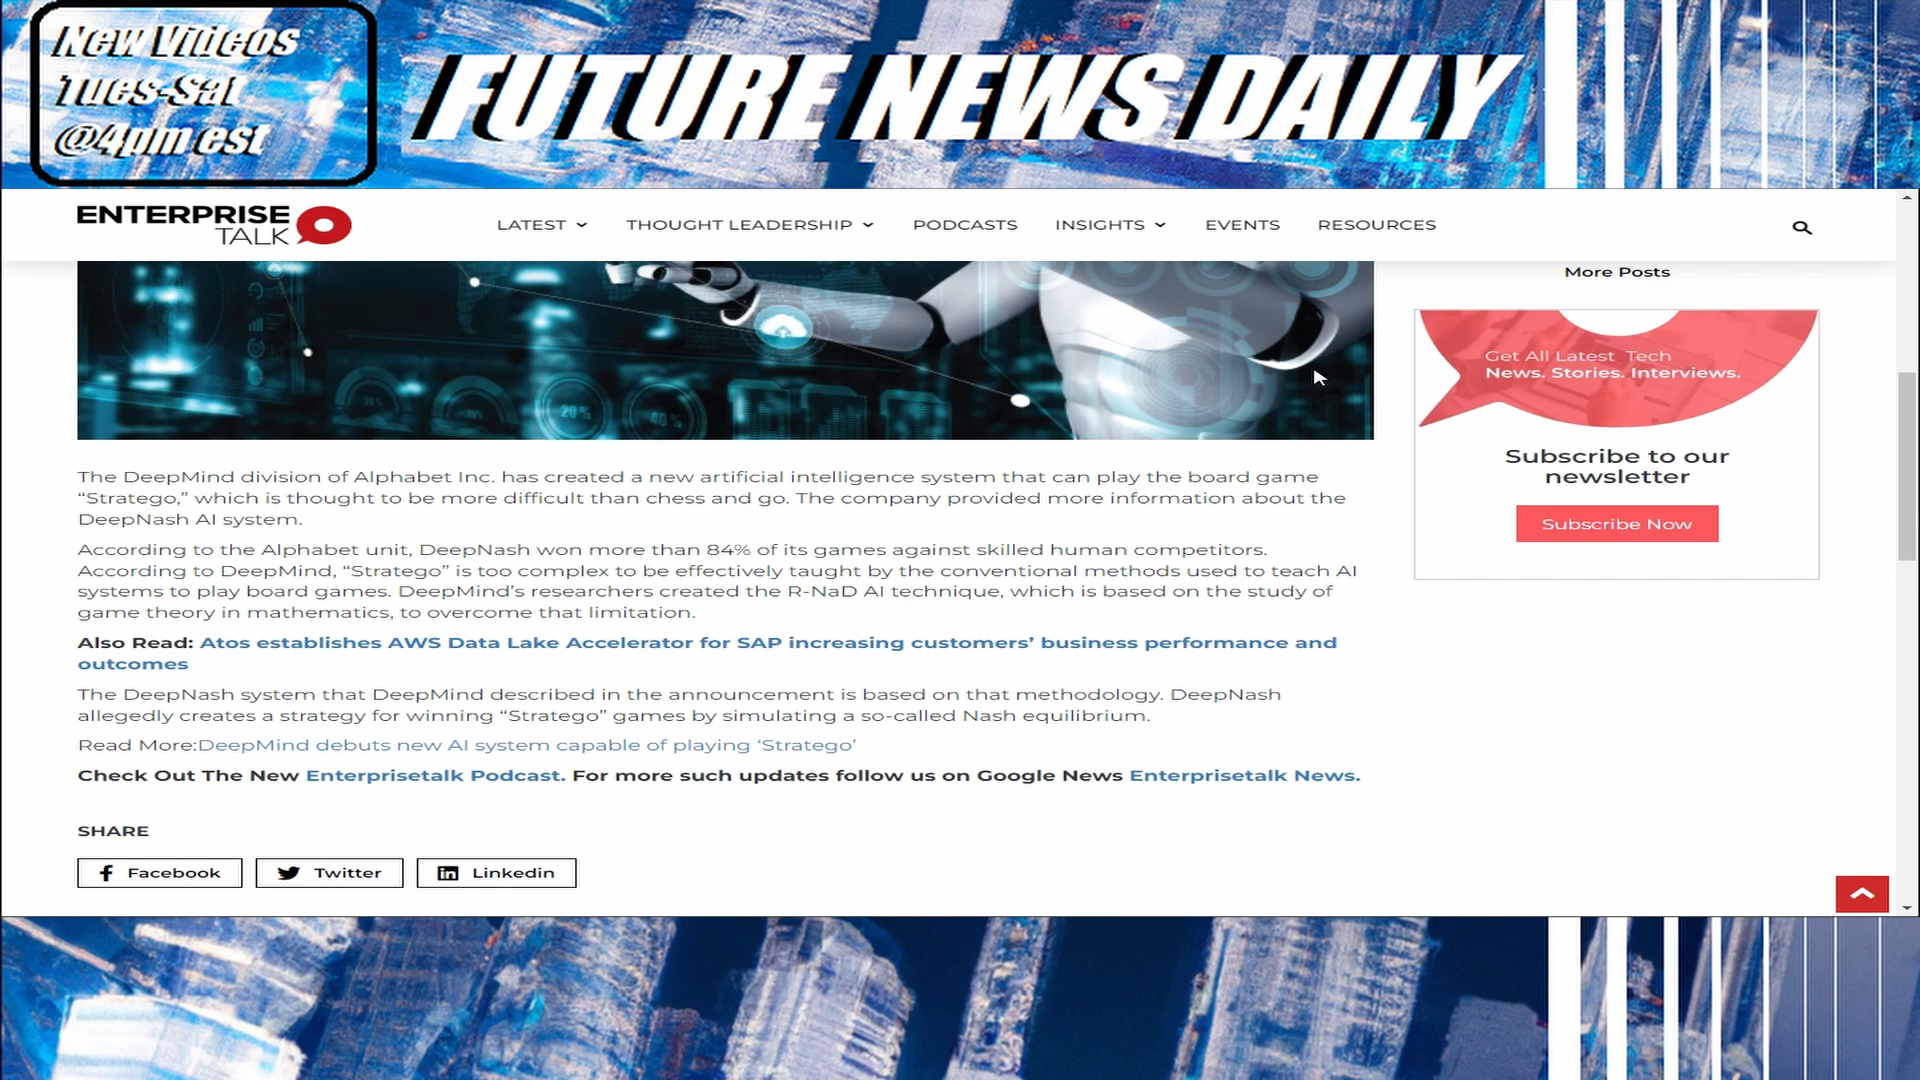 New Videos
Tues-Sat
@4pm est
FUTURE NEWS DAILY
ENTERPRISE
TALK
LATEST
THOUGHT LEADERSHIP
PODCASTS
INSIGHTS
EVENTS
RESOURCES
More Posts
20%
40%
Get All Latest Tech
News. Stories. Interviews.
Subscribe to our
newsletter
Subscribe Now
The DeepMind division of Alphabet Inc. has created a new artificial intelligence system that can play the board game
“Stratego,” which is thought to be more difficult than chess and go. The company provided more information about the
DeepNash AI system.
According to the Alphabet unit, DeepNash won more than 84% of its games against skilled human competitors.
According to DeepMind, “Stratego” is too complex to be effectively taught by the conventional methods used to teach AI
systems to play board games. DeepMind’s researchers created the R-NaD AI technique, which is based on the study of
game theory in mathematics, to overcome that limitation.
Also Read: Atos establishes AWS Data Lake Accelerator for SAP increasing customers’ business performance and
outcomes
The DeepNash system that DeepMind described in the announcement is based on that methodology. DeepNash
allegedly creates a strategy for winning “Stratego” games by simulating a so-called Nash equilibrium.
Read More:DeepMind debuts new AI system capable of playing ‘Stratego’
Check Out The New Enterprisetalk Podcast. For more such updates follow us on Google News Enterprisetalk News.
SHARE
Facebook
Twitter
Linkedin